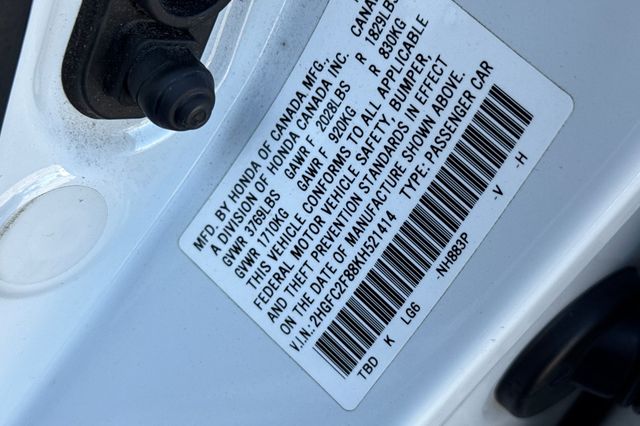 MFD. BY HONDA OF CANADA MFG.,
A DIVISION OF HONDA CANADA INC. CANAD
GVWR 3769LBS GAWR F 2028LBS R 1829LBS
GVWR 1710KG GAWR F 920KG R 830KG
THIS VEHICLE CONFORMS TO ALL APPLICABLE
FEDERAL MOTOR VEHICLE SAFETY, BUMPER,
AND THEFT PREVENTION STANDARDS IN EFFECT
ON THE DATE OF MANUFACTURE SHOWN ABOVE.
V.I.N.: 2HGFC2F88KH521414 TYPE: PASSENGER CAR
TBD K LG6 -NH883P -V -H